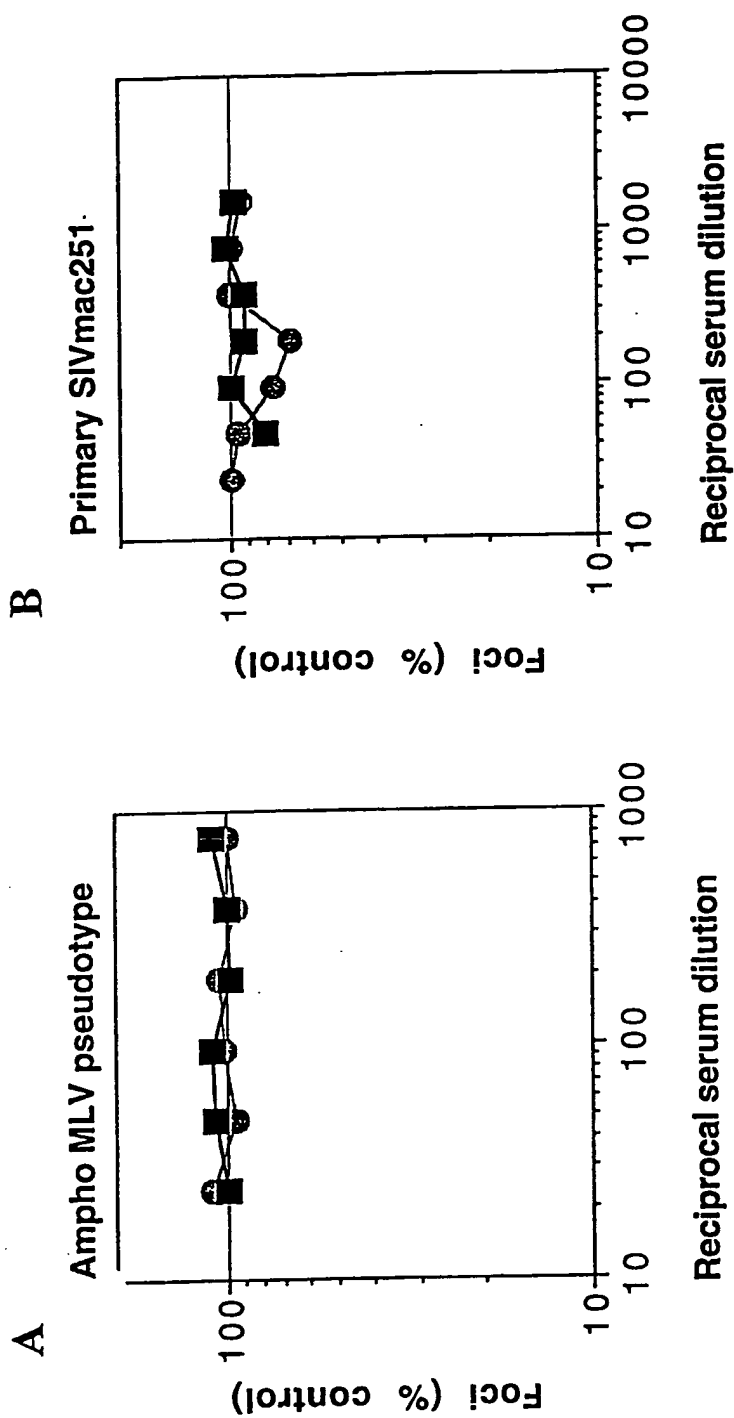 A
Ampho MLV pseudotype
100
10
Foci (% control)
10
100
1000
Reciprocal serum dilution
B
Primary SIVmac251
100
10
Foci (% control)
10
100
1000
10000
Reciprocal serum dilution